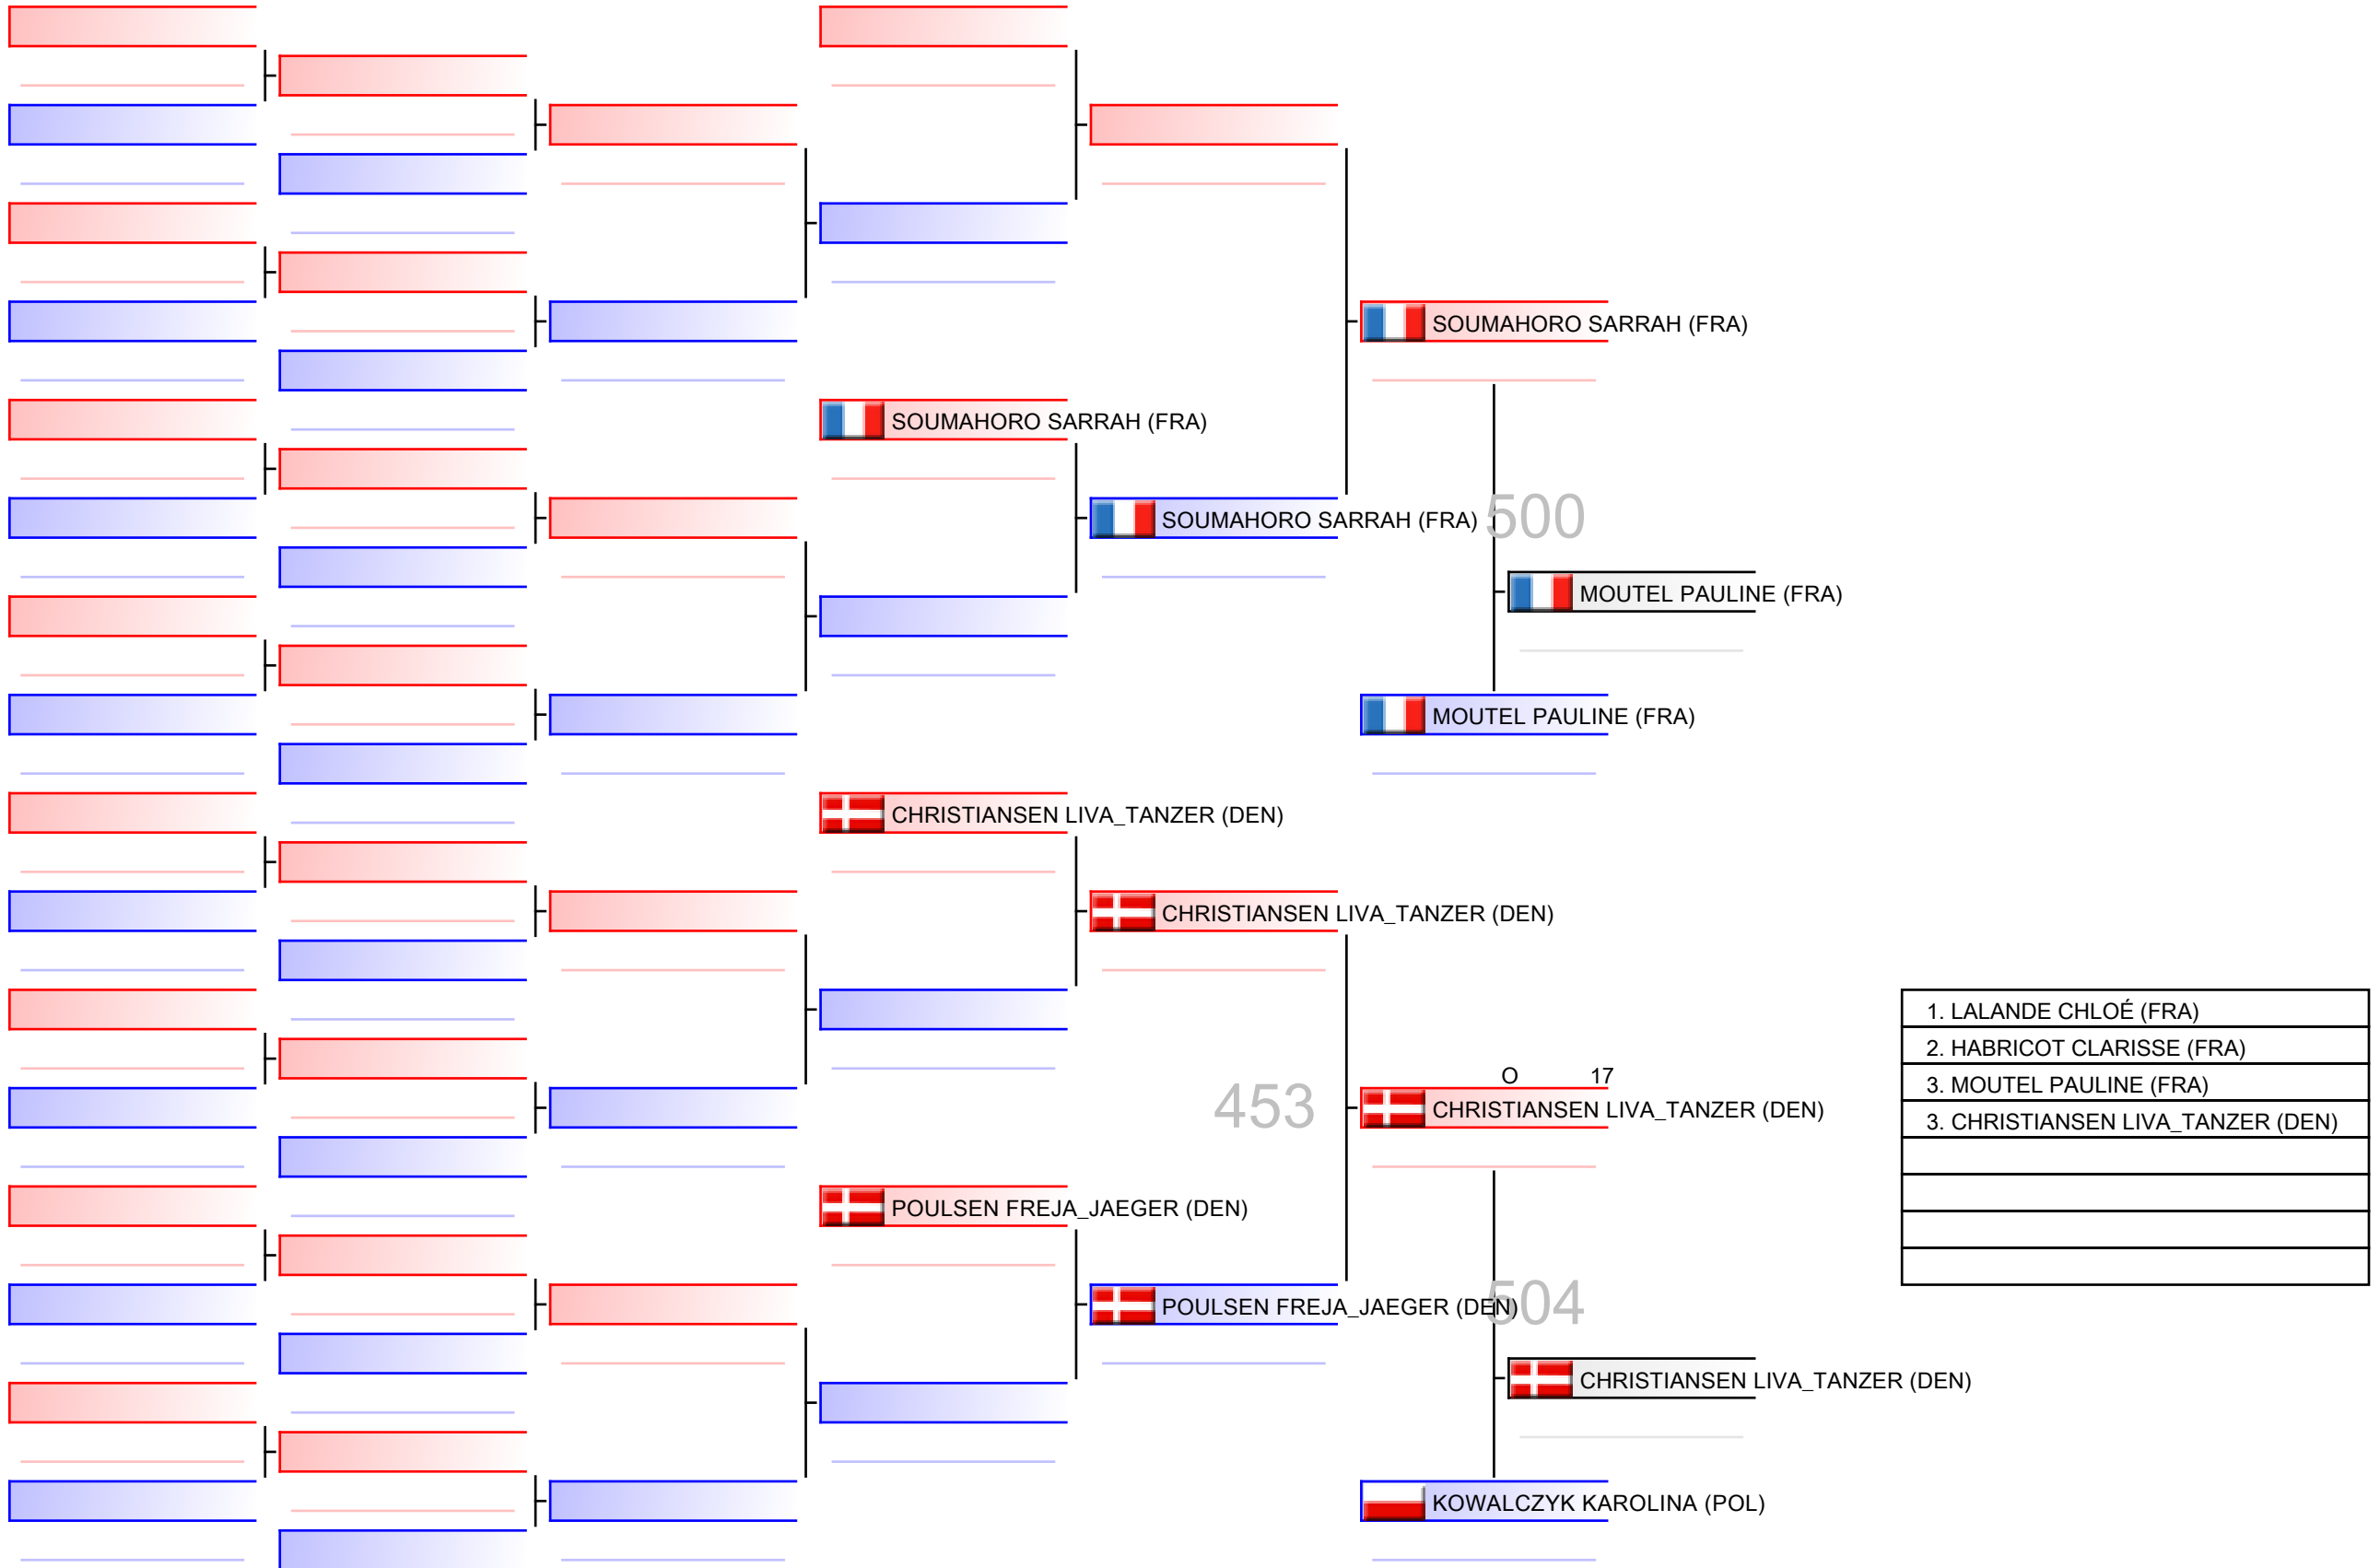 SOUMAHORO SARRAH (FRA)
SOUMAHORO SARRAH (FRA)
SOUMAHORO SARRAH (FRA)
500
MOUTEL PAULINE (FRA)
MOUTEL PAULINE (FRA)
CHRISTIANSEN LIVA_TANZER (DEN)
CHRISTIANSEN LIVA_TANZER (DEN)
1. LALANDE CHLOÉ (FRA)
2. HABRICOT CLARISSE (FRA)
O 17
3. MOUTEL PAULINE (FRA)
453
CHRISTIANSEN LIVA_TANZER (DEN)
3. CHRISTIANSEN LIVA_TANZER (DEN)
POULSEN FREJA_JAEGER (DEN)
POULSEN FREJA_JAEGER (DEN)
504
CHRISTIANSEN LIVA_TANZER (DEN)
KOWALCZYK KAROLINA (POL)